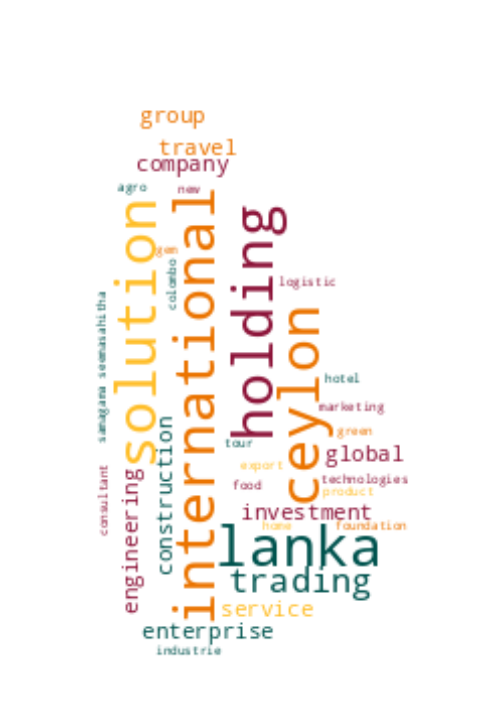 group
travel
company
agro
new
solution
international
holding
gem
colombo
logistic
samagama seemasahitha
ceylon
hotel
marketing
green
construction
tour
global
export
consultant
engineering
food
technologies
product
investment
home
foundation
lanka
trading
service
enterprise
industrie